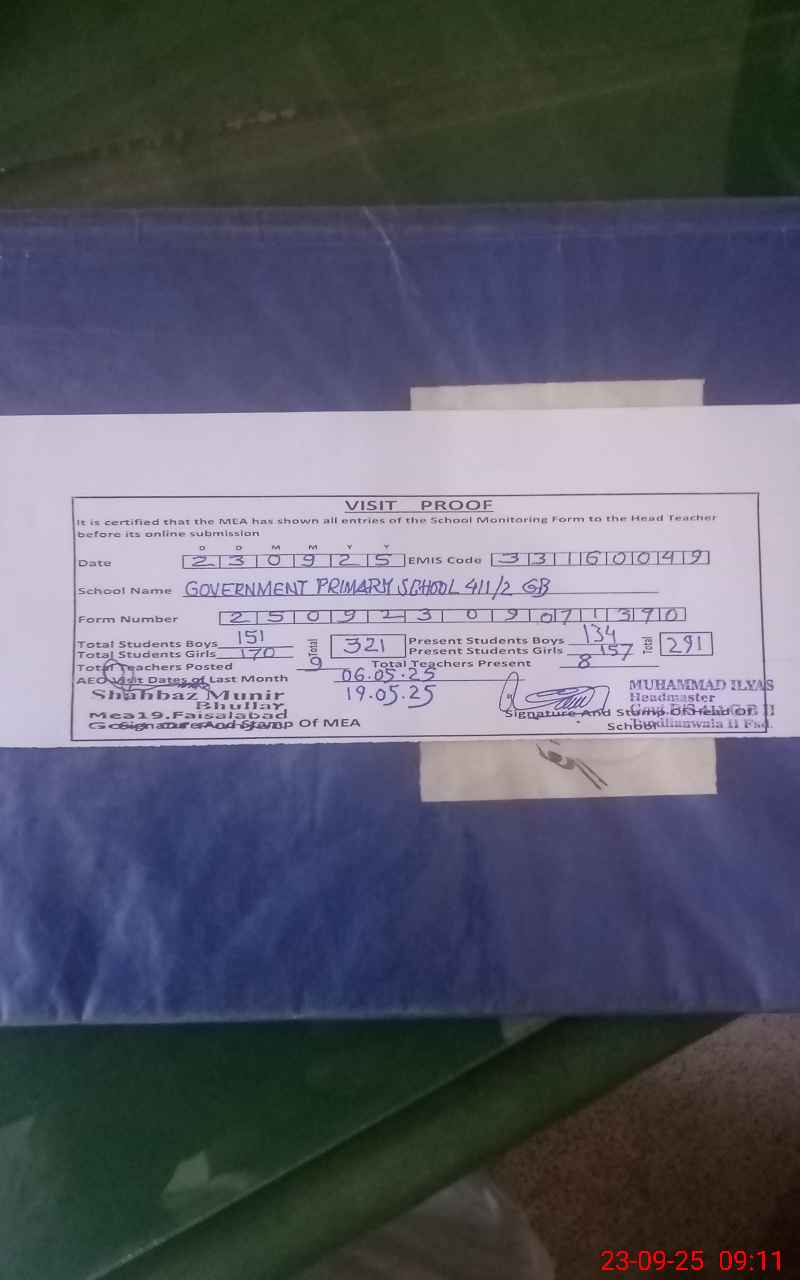 VISIT PROOF
It is certified that the MEA has shown all entries of the School Monitoring Form to the Head Teacher
before its online submission
D D M M Y Y
Date 2 3 0 9 2 5 EMIS Code 3 3 1 1 6 0 0 4 9
School Name GOVERNMENT PRIMARY SCHOOL 411/2 GB
Form Number 2 5 0 9 2 3 0 9 0 7 1 3 9 0
Total Students Boys 151 Total 321 Present Students Boys 134 Total 291
Total Students Girls 170 Present Students Girls 157
Total Teachers Posted 9 Total Teachers Present 8
AEO Visit Dates of Last Month 06.05.25
19.05.25
Shahbaz Munir
Bhullar
Mea19.Faisalabad
Signature And Stamp Of MEA
MUHAMMAD ILYAS
Headmaster
Signature And Stamp Of Head Of
School
Tandlianwala II Fsd.
23-09-25 09:11